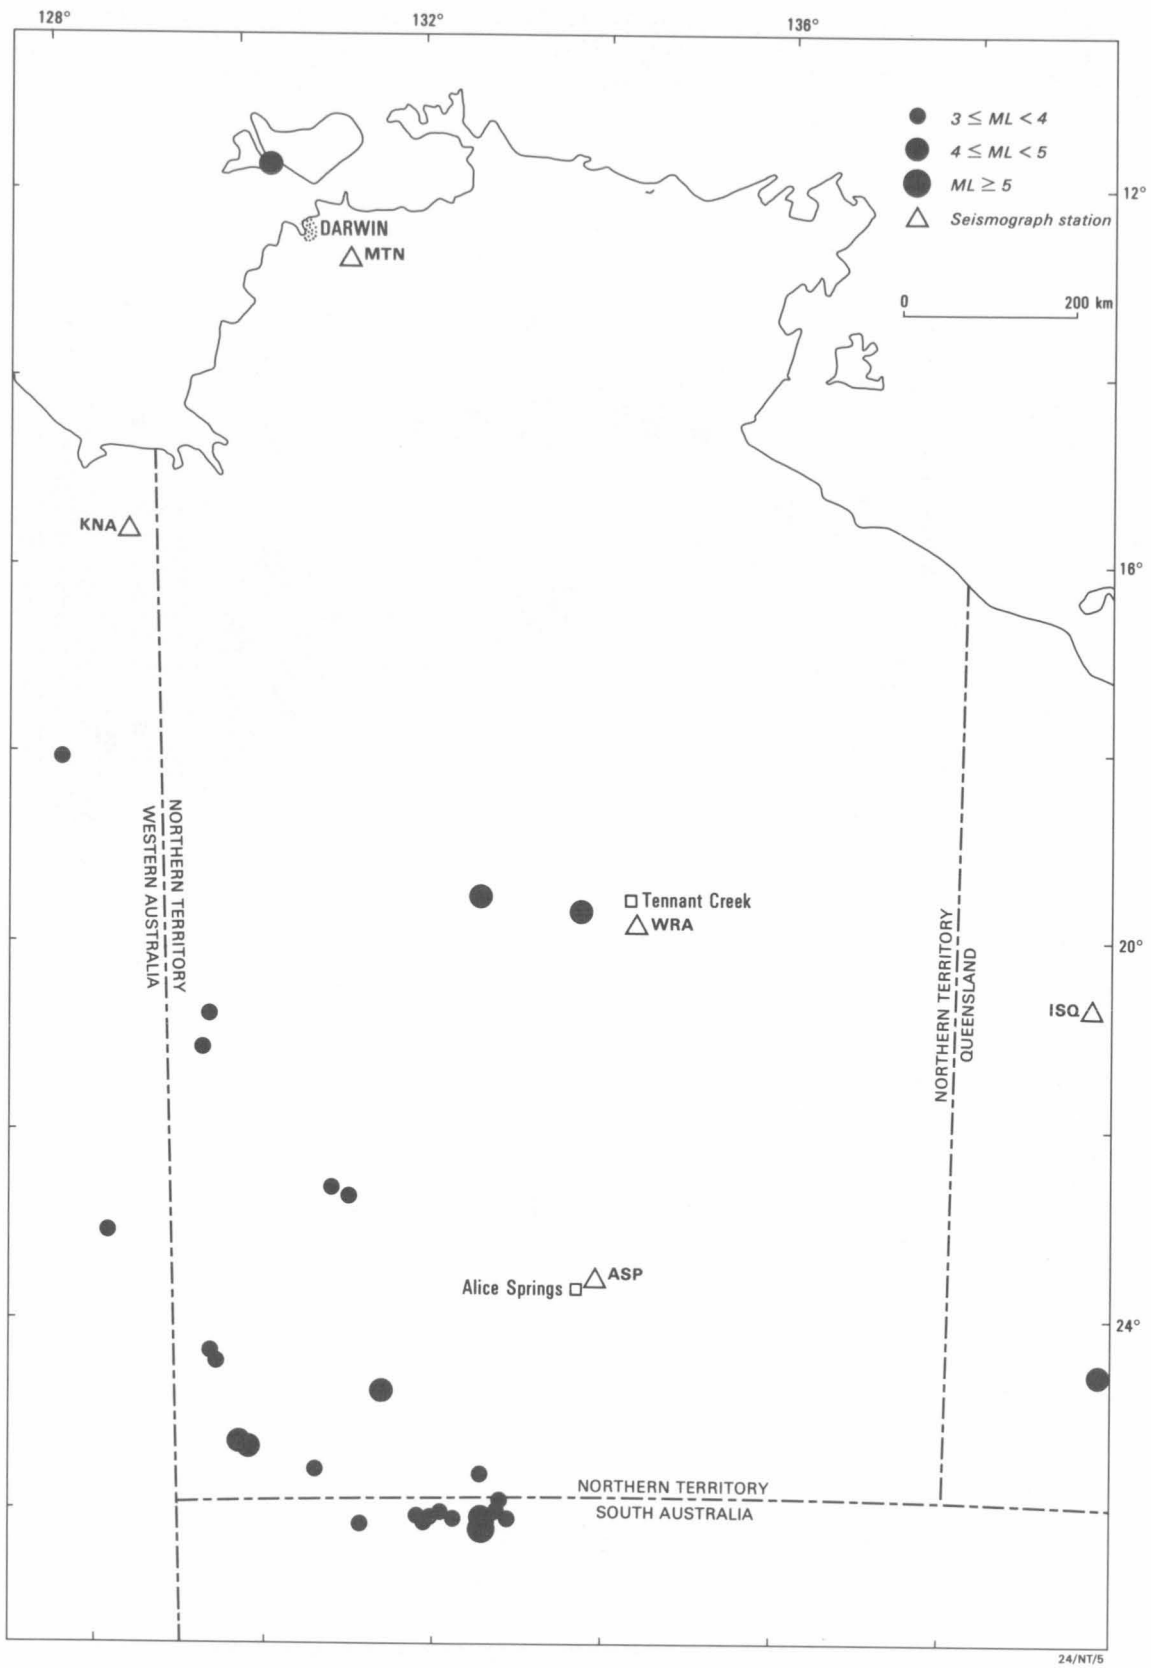 128°
132°
136°
3 ≤ ML < 4
4 ≤ ML < 5
ML ≥ 5
Seismograph station
12°
DARWIN
MTN
0 200 km
KNA
16°
NORTHERN TERRITORY
WESTERN AUSTRALIA
Tennant Creek
WRA
NORTHERN TERRITORY
QUEENSLAND
20°
ISQ
ASP
Alice Springs
24°
NORTHERN TERRITORY
SOUTH AUSTRALIA
24/NT/5